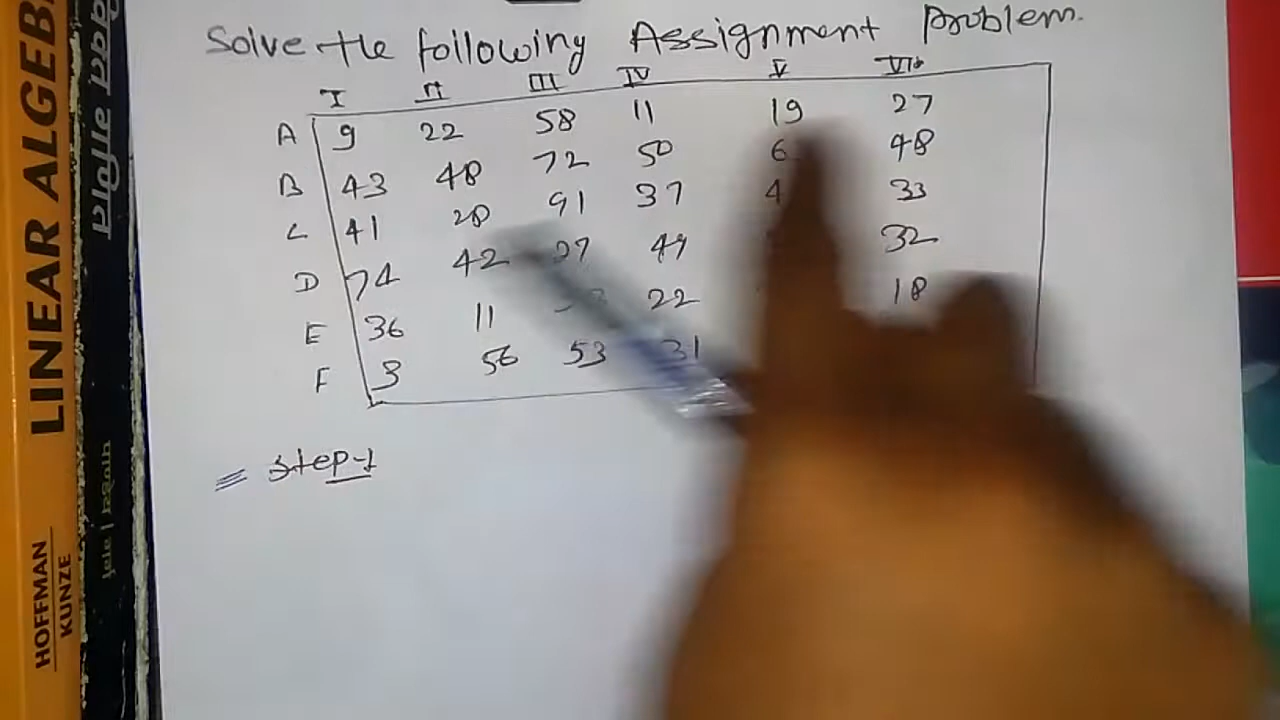 Solve the following Assignment Problem.
I II III IV V VI
A 9 22 58 11 19 27
B 43 48 72 50 48
C 41 28 91 37 33
D 74 42 49 32
E 36 11 22 18
F 3 56 53 31
Step-1
LINEAR ALGEB
HOFFMAN
KUNZE